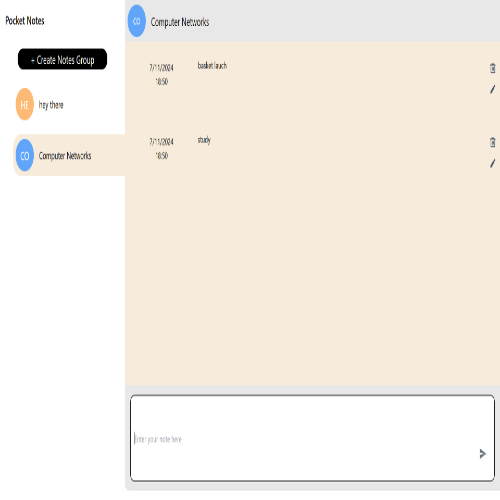 Pocket Notes
+ Create Notes Group
HE
hey there
CO
Computer Networks
CO
Computer Networks
7/11/2024
18:50
basket lauch
7/11/2024
18:50
study
Enter your note here